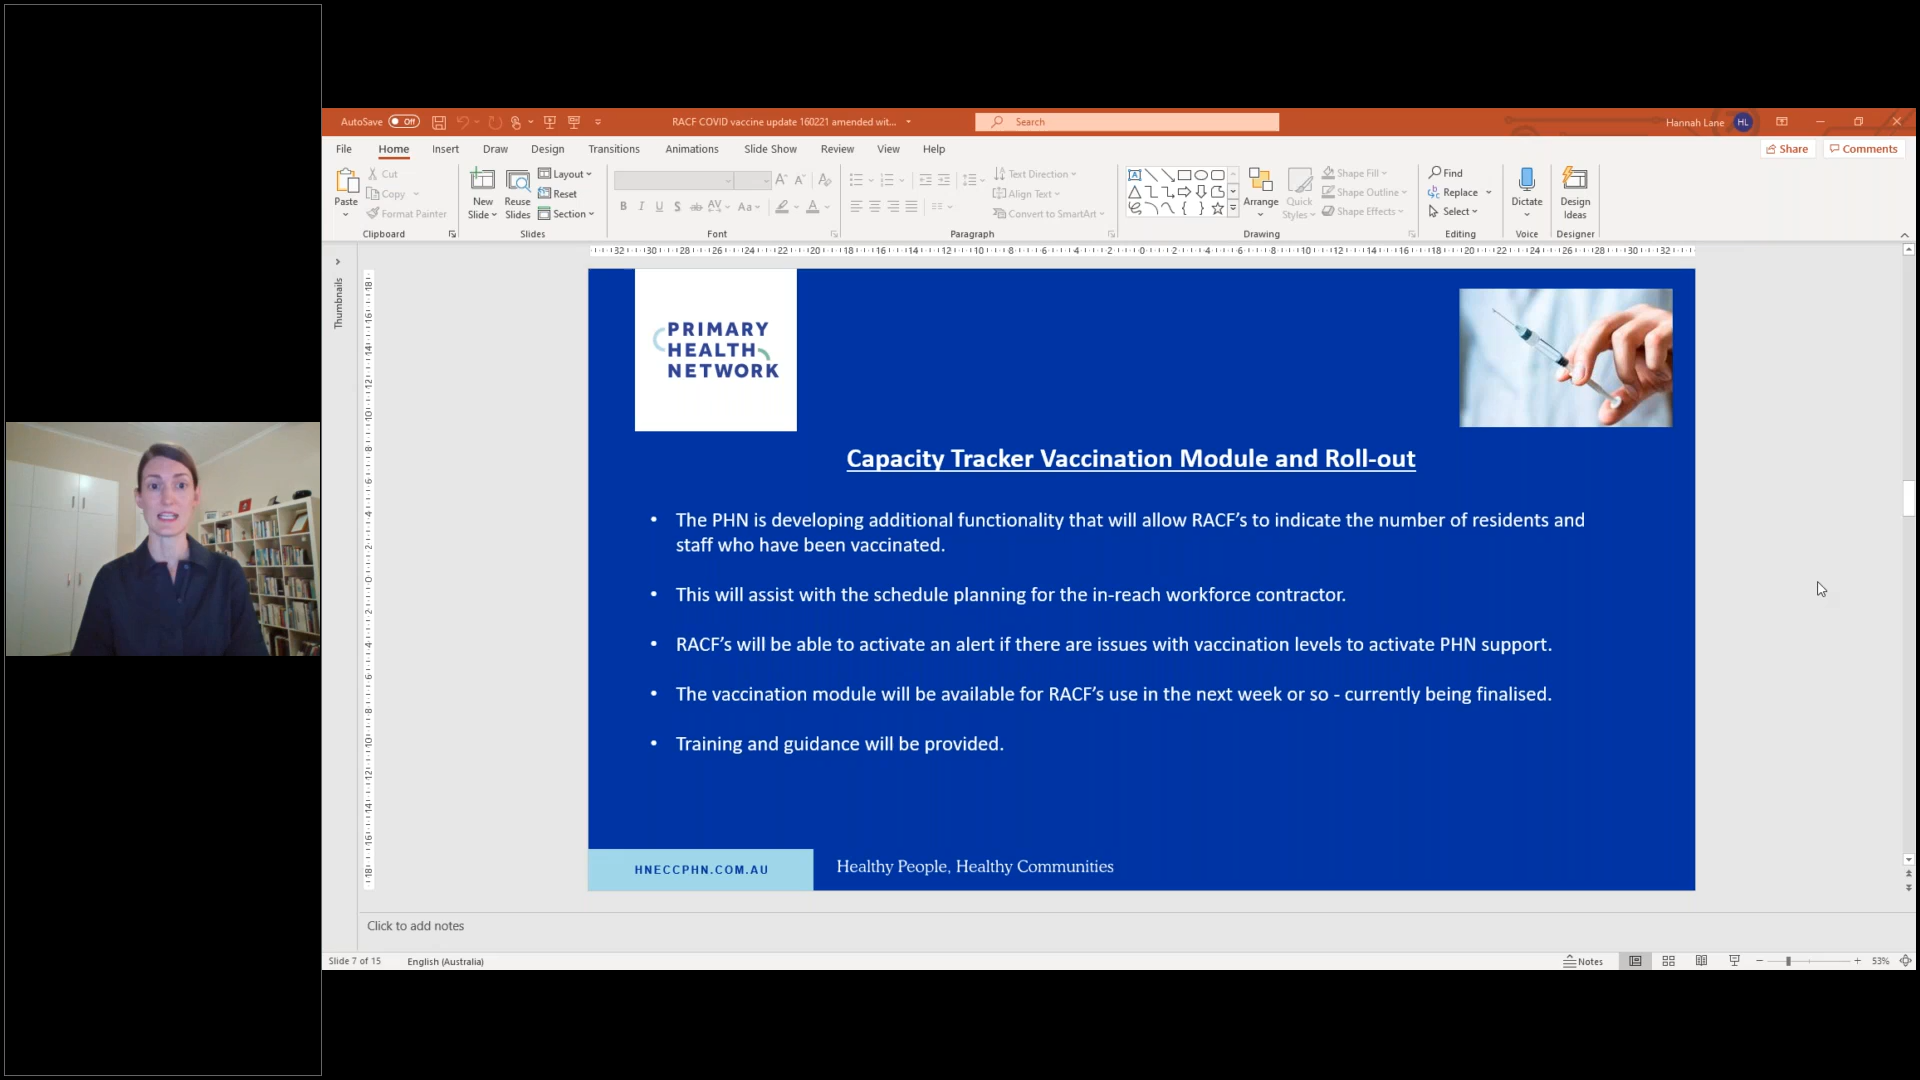 AutoSave Off
RACF COVID vaccine update 160221 amended wit...
Search
Hannah Lane HL
File Home Insert Draw Design Transitions Animations Slide Show Review View Help
Share Comments
Paste
Cut
Copy
Format Painter
Clipboard
New Slide
Reuse Slides
Layout
Reset
Section
Slides
B I U S ab AV Aa A
Font
Text Direction
Align Text
Convert to SmartArt
Paragraph
Arrange
Quick Styles
Shape Fill
Shape Outline
Shape Effects
Drawing
Find
Replace
Select
Editing
Dictate
Voice
Design Ideas
Designer
Thumbnails
PRIMARY
HEALTH
NETWORK
Capacity Tracker Vaccination Module and Roll-out
• The PHN is developing additional functionality that will allow RACF’s to indicate the number of residents and
staff who have been vaccinated.
• This will assist with the schedule planning for the in-reach workforce contractor.
• RACF’s will be able to activate an alert if there are issues with vaccination levels to activate PHN support.
• The vaccination module will be available for RACF’s use in the next week or so - currently being finalised.
• Training and guidance will be provided.
HNECCPHN.COM.AU
Healthy People, Healthy Communities
Click to add notes
Slide 7 of 15 English (Australia)
Notes
53%